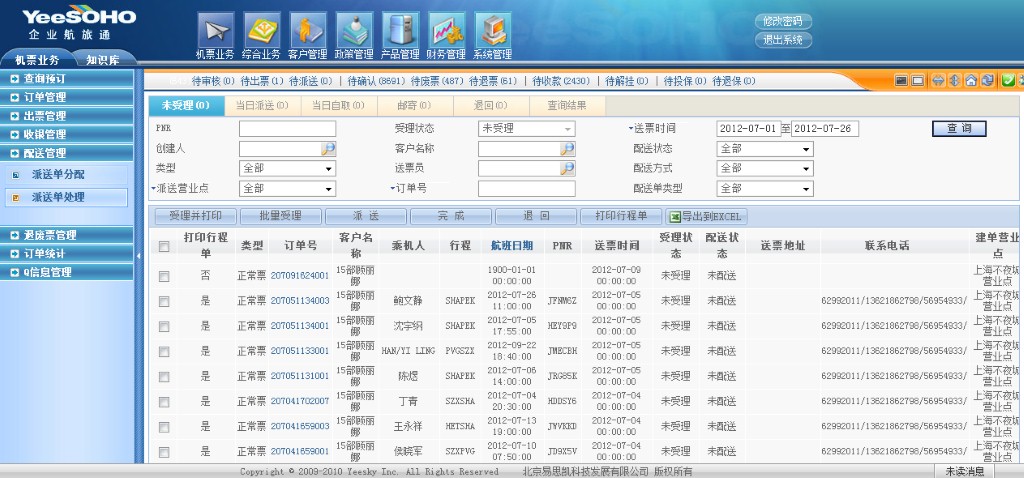 YeeSOHO
企业航旅通
机票业务 综合业务 客户管理 政策管理 产品管理 财务管理 系统管理
修改密码
退出系统
机票业务 知识库
待审核(0) 待出票(1) 待派送(0) | 待确认(8691) 待废票(487) 待退票(61) | 待收款(2430) | 待解挂(0) | 待投保(0) 待退保(0)
查询预订
订单管理
出票管理
收银管理
配送管理
派送单分配
派送单处理
退废票管理
订单统计
Q信息管理
未受理(0) 当日派送(0) 当日自取(0) 邮寄(0) 退回(0) 查询结果
PNR 受理状态 未受理 送票时间 2012-07-01 至 2012-07-26 查 询
创建人 客户名称 配送状态 全部
类型 全部 送票员 配送方式 全部
派送营业点 全部 订单号 配送单类型 全部
受理并打印 批量受理 派 送 完 成 退 回 打印行程单 导出到EXCEL
打印行程单 类型 订单号 客户名称 乘机人 行程 航班日期 PNR 送票时间 受理状态 配送状态 送票地址 联系电话 建单营业点
否 正常票 207091624001 15部顾丽娜 1900-01-01 00:00:00 2012-07-09 00:00:00 未受理 未配送 上海不夜城营业点
是 正常票 207051134003 15部顾丽娜 鲍文静 SHAPEK 2012-07-26 11:00:00 JFNM6Z 2012-07-05 00:00:00 未受理 未配送 62992011/13621862798/56954933/ 上海不夜城营业点
是 正常票 207051134001 15部顾丽娜 沈宇钢 SHAPEK 2012-07-05 17:55:00 HEY9P9 2012-07-05 00:00:00 未受理 未配送 62992011/13621862798/56954933/ 上海不夜城营业点
是 正常票 207051133001 15部顾丽娜 HAN/YI LING PVGSZX 2012-09-22 18:40:00 JMECBH 2012-07-05 00:00:00 未受理 未配送 62992011/13621862798/56954933/ 上海不夜城营业点
是 正常票 207051131001 15部顾丽娜 陈煜 SHAPEK 2012-07-06 14:00:00 JRG85K 2012-07-05 00:00:00 未受理 未配送 62992011/13621862798/56954933/ 上海不夜城营业点
是 正常票 207041702007 15部顾丽娜 丁青 SZXSHA 2012-07-04 20:30:00 HDDSY6 2012-07-04 00:00:00 未受理 未配送 62992011/13621862798/56954933/ 上海不夜城营业点
是 正常票 207041659003 15部顾丽娜 王永祥 HETSHA 2012-07-13 19:00:00 JWVKKD 2012-07-04 00:00:00 未受理 未配送 62992011/13621862798/56954933/ 上海不夜城营业点
是 正常票 207041659001 15部顾丽娜 侯晓军 SZXPVG 2012-07-10 07:50:00 JD9X5V 2012-07-04 00:00:00 未受理 未配送 62992011/13621862798/56954933/ 上海不夜城营业点
Copyright © 2009-2010 Yeesky Inc. All Rights Reserved 北京易思凯科技发展有限公司 版权所有 未读消息